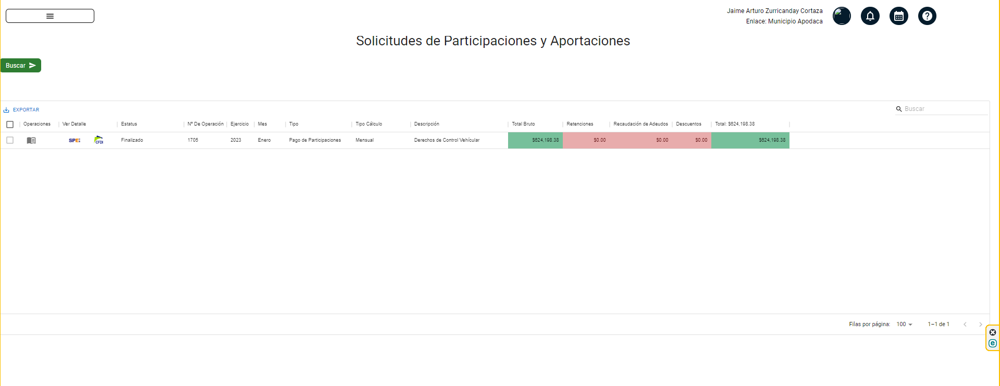 Jaime Arturo Zurricanday Cortaza
Enlace: Municipio Apodaca
Solicitudes de Participaciones y Aportaciones
Buscar
EXPORTAR
Buscar
Operaciones Ver Detalle Estatus Nº De Operación Ejercicio Mes Tipo Tipo Cálculo Descripción Total Bruto Retenciones Recaudación de Adeudos Descuentos Total: $624,198.38
SPEI CFDI Finalizado 1705 2023 Enero Pago de Participaciones Mensual Derechos de Control Vehícular $624,198.38 $0.00 $0.00 $0.00 $624,198.38
Filas por página: 100 1–1 de 1